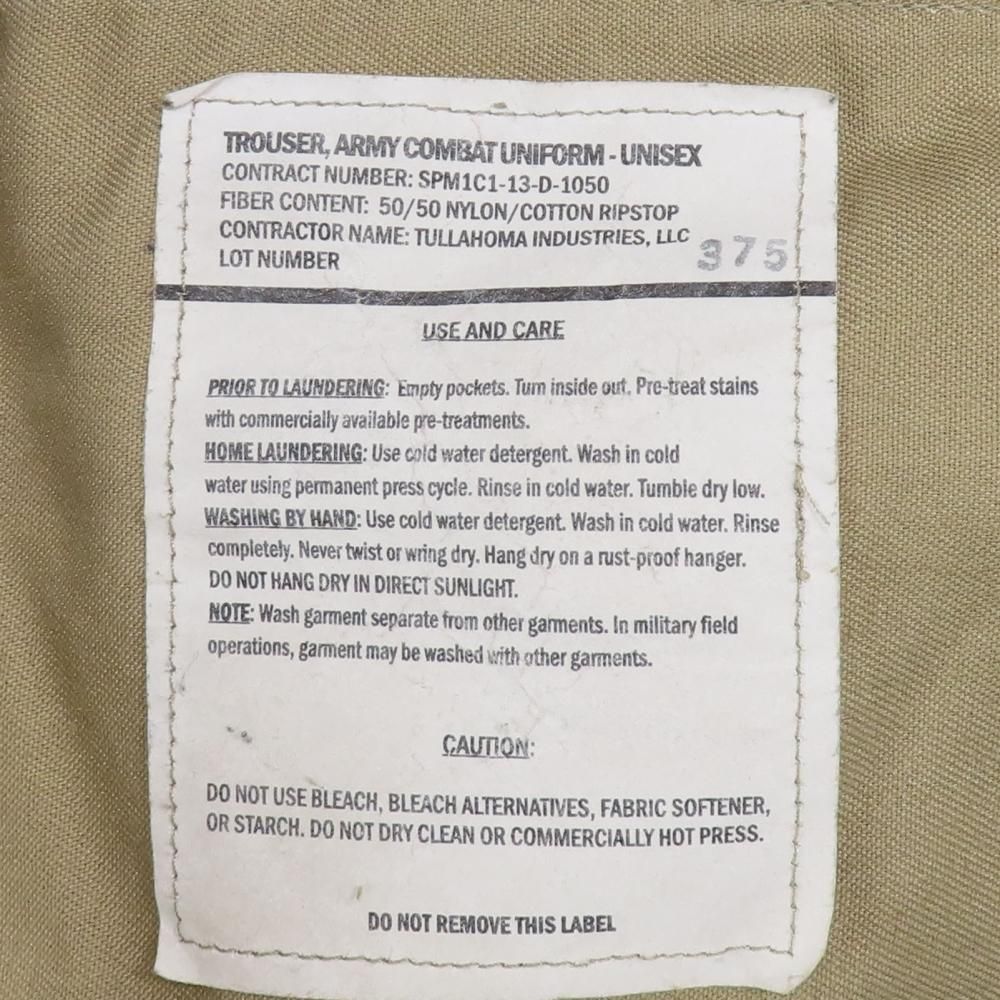 TROUSER, ARMY COMBAT UNIFORM - UNISEX
CONTRACT NUMBER: SPM1C1-13-D-1050
FIBER CONTENT: 50/50 NYLON/COTTON RIPSTOP
CONTRACTOR NAME: TULLAHOMA INDUSTRIES, LLC
LOT NUMBER 375
USE AND CARE
PRIOR TO LAUNDERING: Empty pockets. Turn inside out. Pre-treat stains
with commercially available pre-treatments.
HOME LAUNDERING: Use cold water detergent. Wash in cold
water using permanent press cycle. Rinse in cold water. Tumble dry low.
WASHING BY HAND: Use cold water detergent. Wash in cold water. Rinse
completely. Never twist or wring dry. Hang dry on a rust-proof hanger.
DO NOT HANG DRY IN DIRECT SUNLIGHT.
NOTE: Wash garment separate from other garments. In military field
operations, garment may be washed with other garments.
CAUTION:
DO NOT USE BLEACH, BLEACH ALTERNATIVES, FABRIC SOFTENER,
OR STARCH. DO NOT DRY CLEAN OR COMMERCIALLY HOT PRESS.
DO NOT REMOVE THIS LABEL